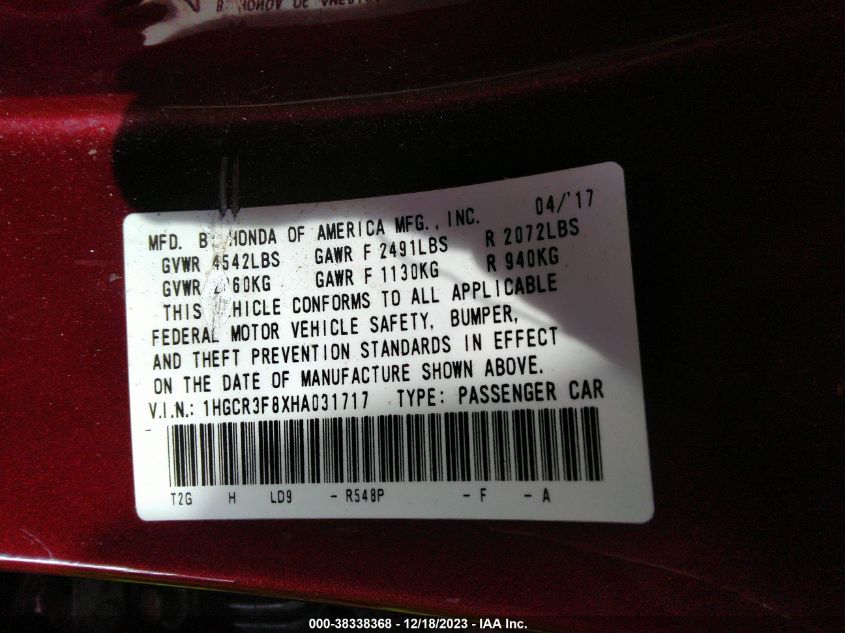 MFD. BY HONDA OF AMERICA MFG., INC. 04/'17
GVWR 4542LBS GAWR F 2491LBS R 2072LBS
GVWR 2060KG GAWR F 1130KG R 940KG
THIS VEHICLE CONFORMS TO ALL APPLICABLE
FEDERAL MOTOR VEHICLE SAFETY, BUMPER,
AND THEFT PREVENTION STANDARDS IN EFFECT
ON THE DATE OF MANUFACTURE SHOWN ABOVE.
V.I.N.: 1HGCR3F8XHA031717 TYPE: PASSENGER CAR
T2G H LD9 - R548P - F - A
000-38338368 - 12/18/2023 - IAA Inc.